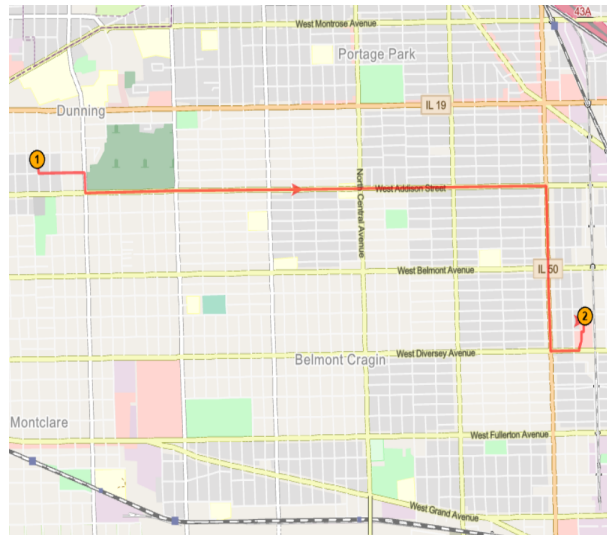 43A
West Montrose Avenue
Portage Park
Dunning
IL 19
1
North Central Avenue
West Addison Street
West Belmont Avenue
IL 50
2
West Diversey Avenue
Belmont Cragin
Montclare
West Fullerton Avenue
West Grand Avenue